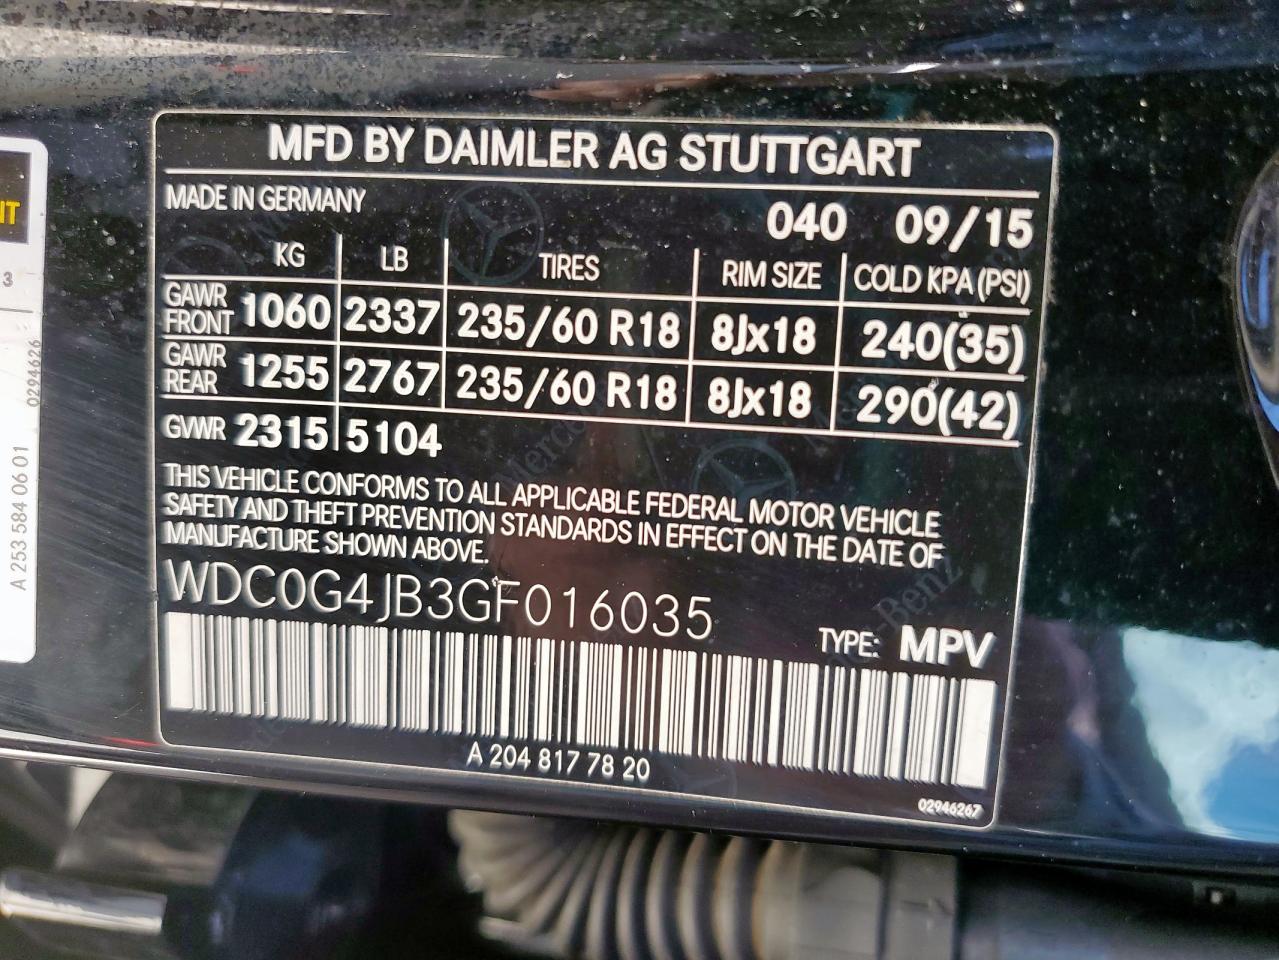 MFD BY DAIMLER AG STUTTGART
MADE IN GERMANY
040 09/15
KG LB TIRES RIM SIZE COLD KPA (PSI)
GAWR FRONT 1060 2337 235/60 R18 8Jx18 240(35)
GAWR REAR 1255 2767 235/60 R18 8Jx18 290(42)
GVWR 2315 5104
THIS VEHICLE CONFORMS TO ALL APPLICABLE FEDERAL MOTOR VEHICLE
SAFETY AND THEFT PREVENTION STANDARDS IN EFFECT ON THE DATE OF
MANUFACTURE SHOWN ABOVE.
WDC0G4JB3GF016035
TYPE: MPV
A 204 817 78 20
02946267
3
0294626
A 253 584 06 01